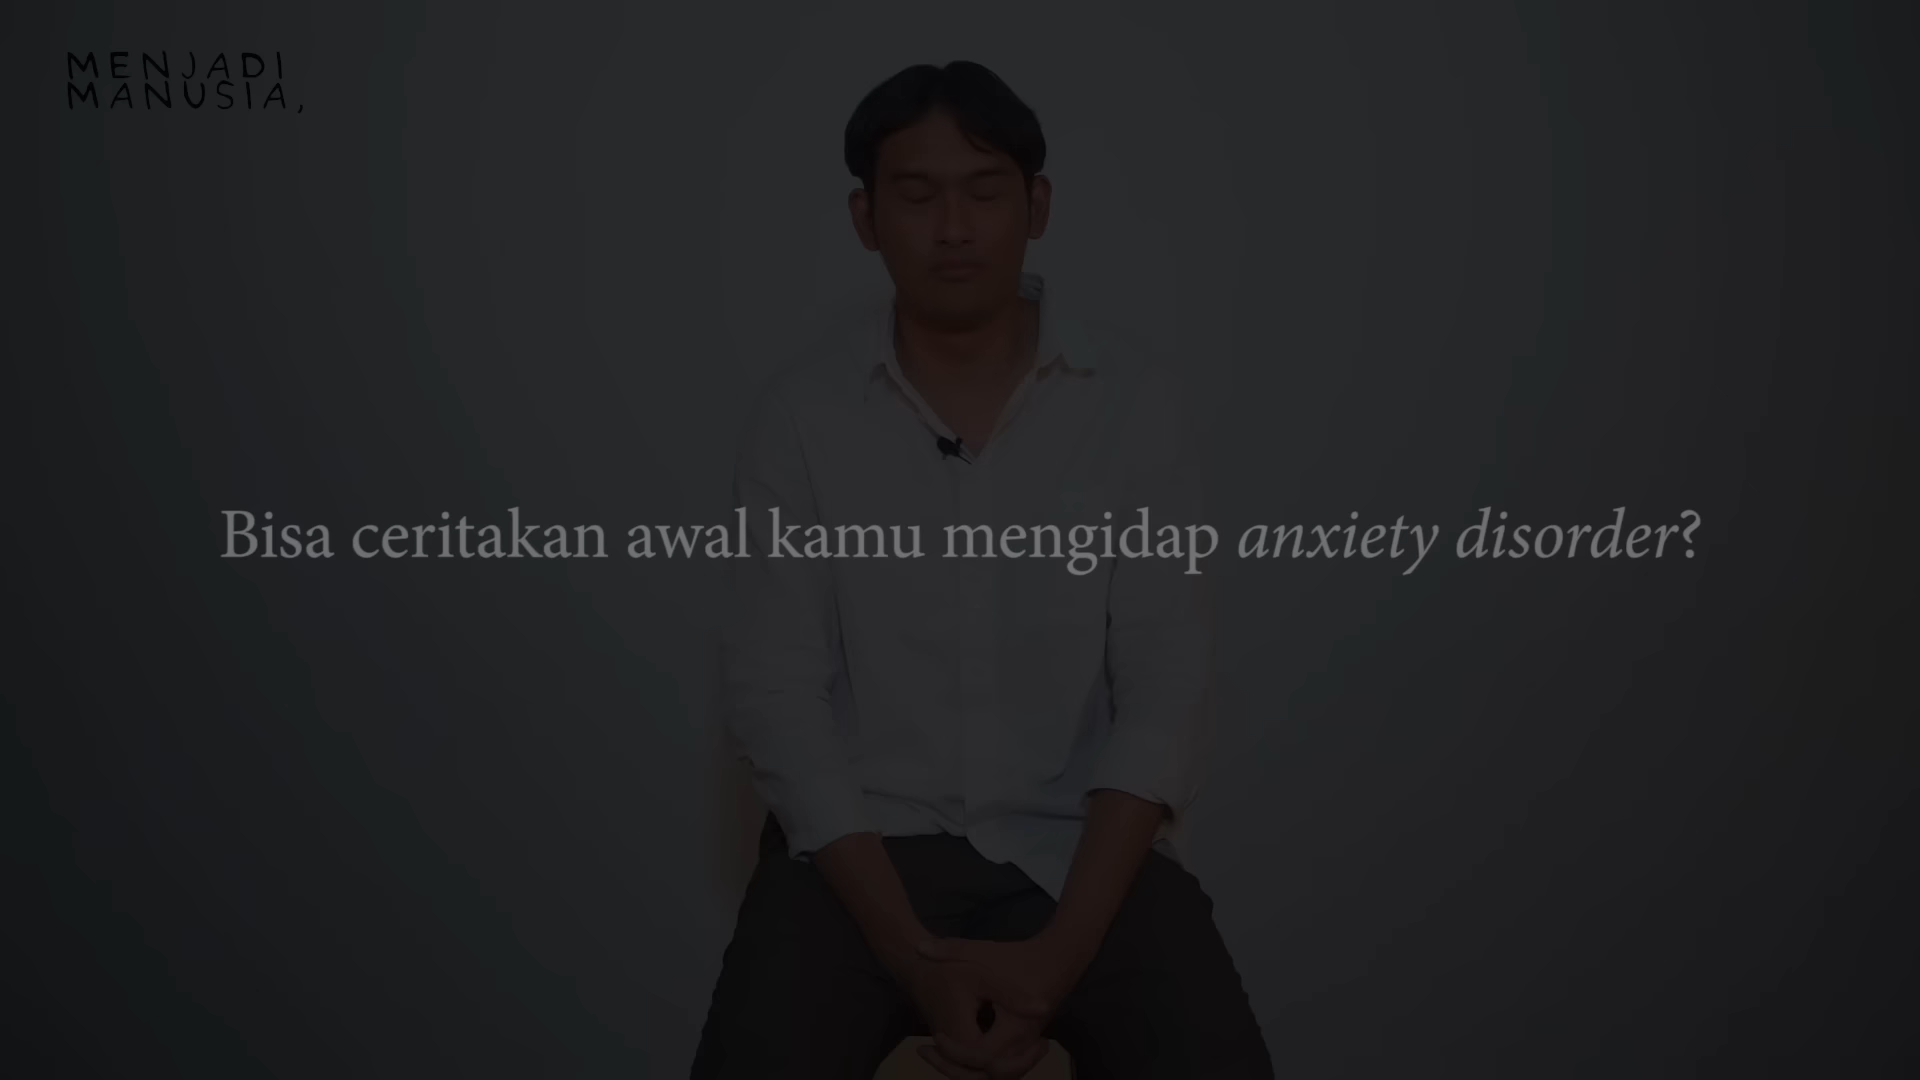 MENJADI
MANUSIA,
Bisa ceritakan awal kamu mengidap anxiety disorder?